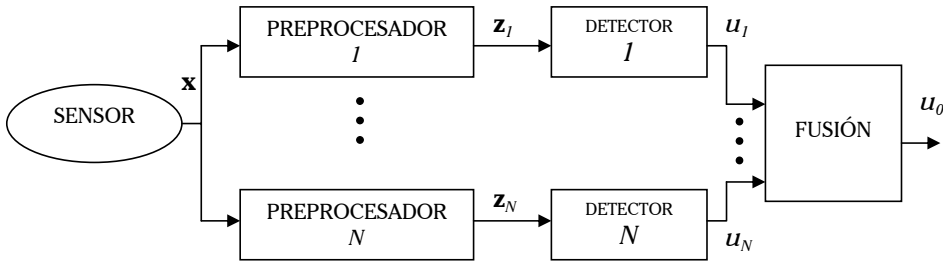 PREPROCESADOR
1
z1
DETECTOR
1
u1
x
SENSOR
FUSIÓN
u0
PREPROCESADOR
N
zN
DETECTOR
N
uN